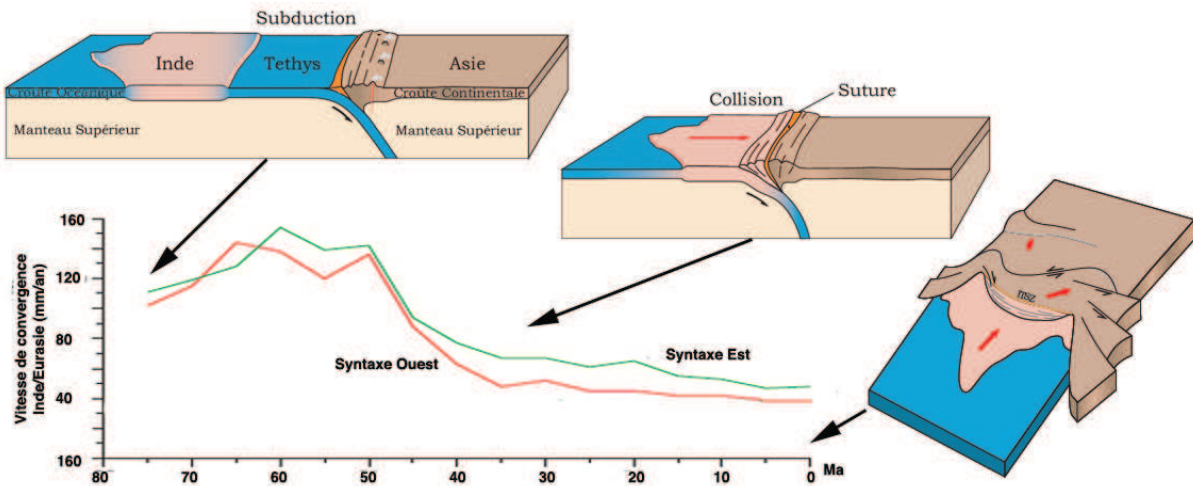 Subduction
Inde
Tethys
Asie
Croûte Océanique
Croûte Continentale
Manteau Supérieur
Manteau Supérieur
Collision
Suture
Vitesse de convergence
Inde/Eurasie (mm/an)
160
120
80
40
160
Syntaxe Ouest
Syntaxe Est
80
70
60
50
40
30
20
10
0
Ma